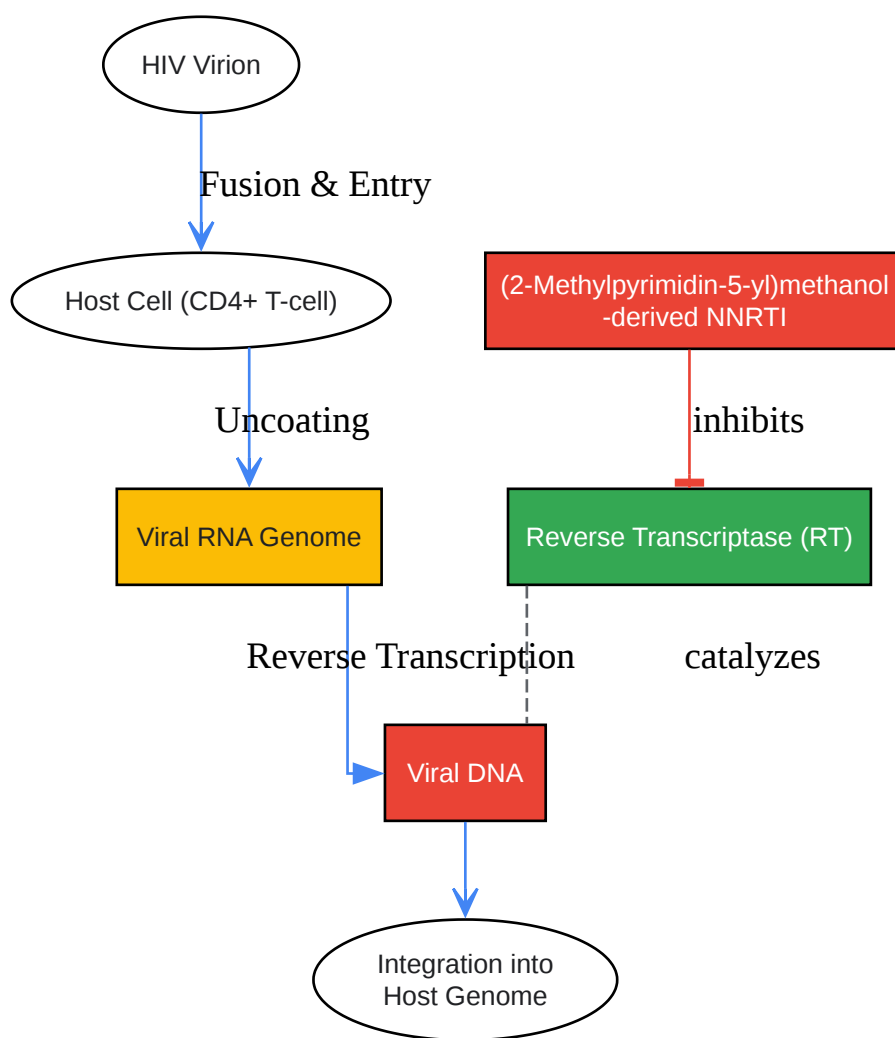 HIV Virion
Fusion & Entry
Host Cell (CD4+ T-cell)
(2-Methylpyrimidin-5-yl)methanol
-derived NNRTI
Uncoating
inhibits
Viral RNA Genome
Reverse Transcriptase (RT)
Reverse Transcription
catalyzes
Viral DNA
Integration into
Host Genome